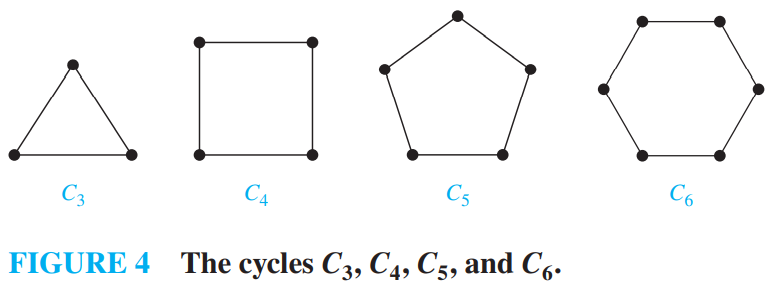 C3 C4 C5 C6
FIGURE 4 The cycles C3, C4, C5, and C6.